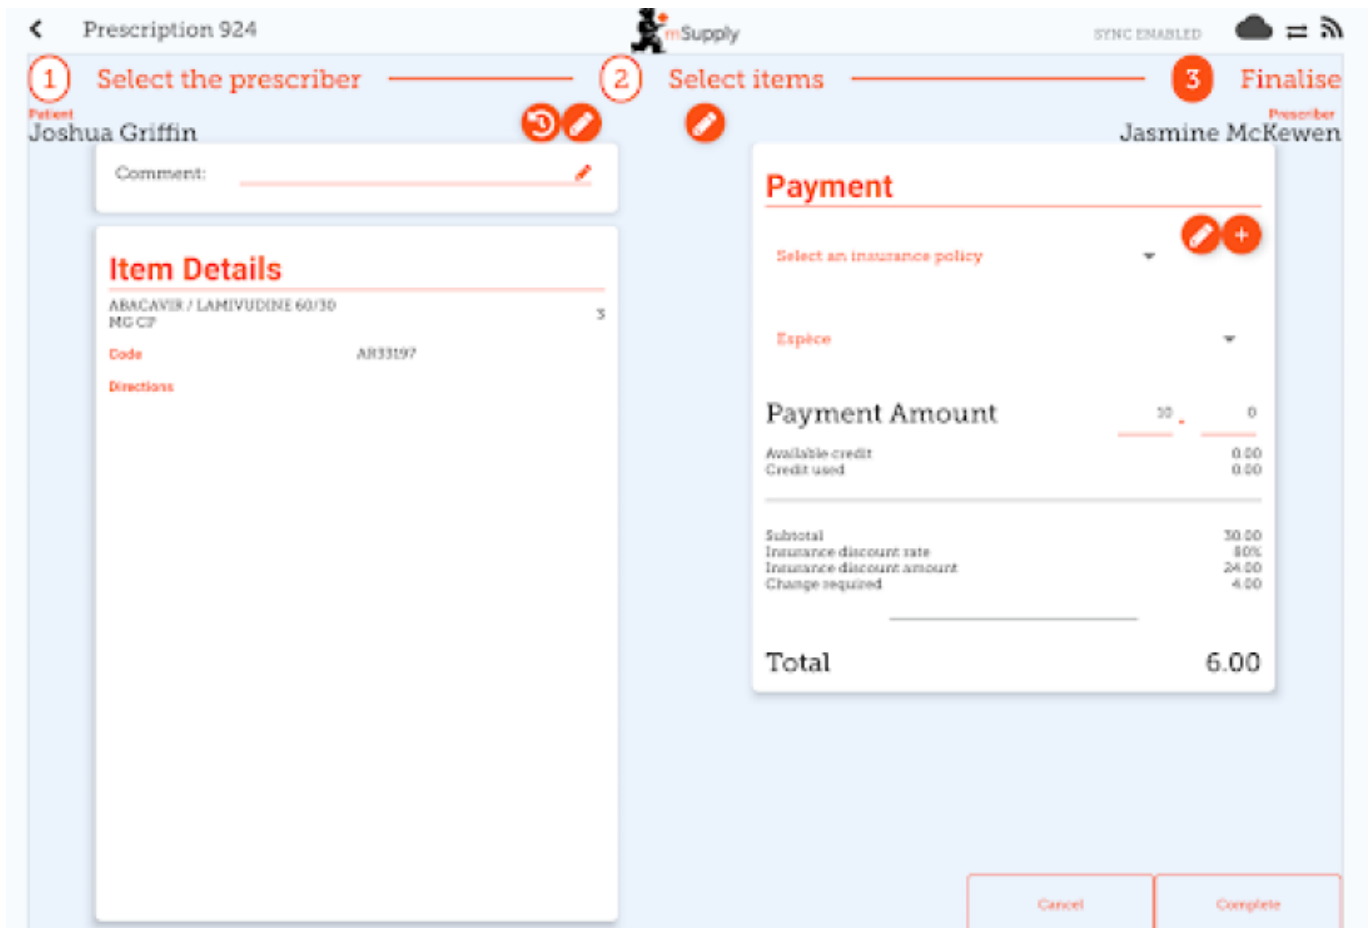 Prescription 924
mSupply
SYNC ENABLED
1 Select the prescriber
2 Select items
3 Finalise
Patient
Joshua Griffin
Prescriber
Jasmine McKewen
Comment:
Item Details
ABACAVIR / LAMIVUDINE 60/30
MG CP
3
Code AR33197
Directions
Payment
Select an insurance policy
Espèce
Payment Amount 10 . 0
Available credit 0.00
Credit used 0.00
Subtotal 30.00
Insurance discount rate 80%
Insurance discount amount 24.00
Change required 4.00
Total 6.00
Cancel
Complete